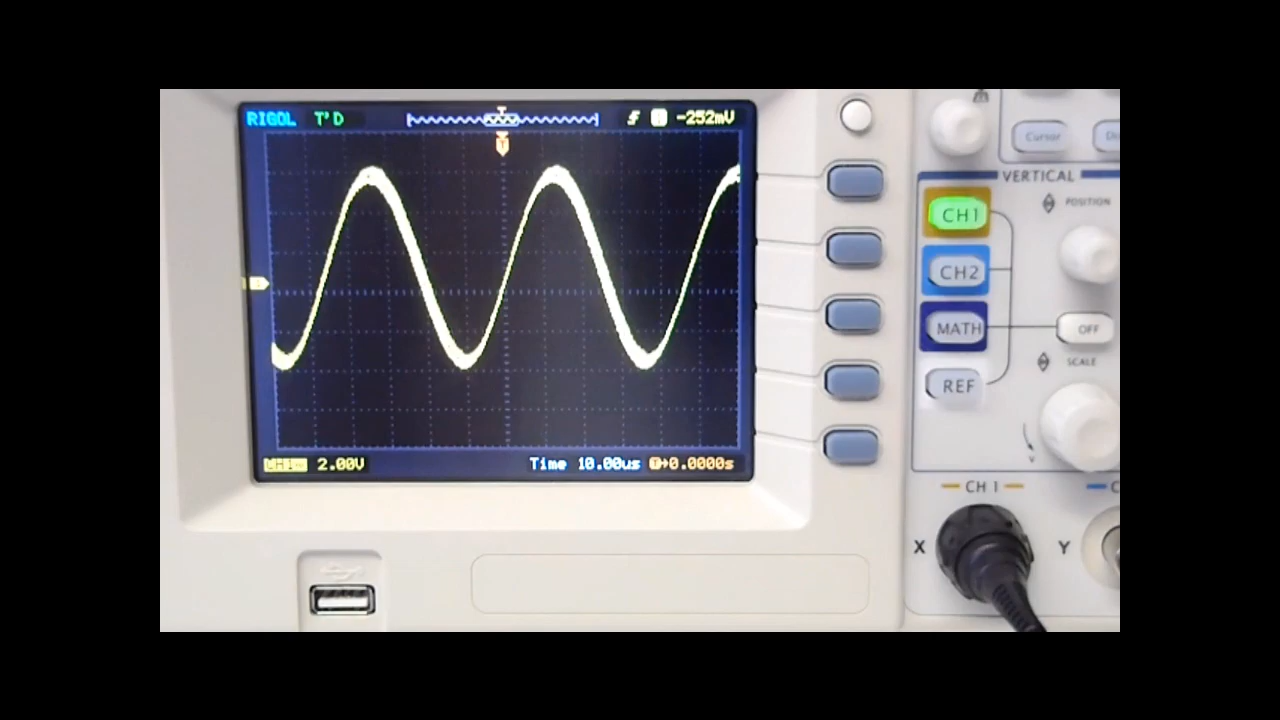 RIGOL T'D -252mV
Cursor
VERTICAL
POSITION
CH1
CH2
MATH
OFF
SCALE
REF
CH1 2.00V Time 10.00us 0.0000s
CH 1
X
Y